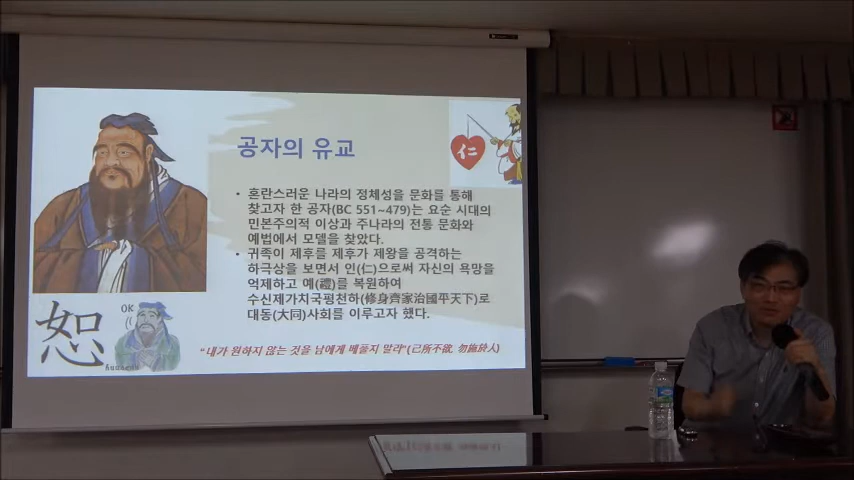 공자의 유교
仁
• 혼란스러운 나라의 정체성을 문화를 통해
찾고자 한 공자(BC 551~479)는 요순 시대의
민본주의적 이상과 주나라의 전통 문화와
예법에서 모델을 찾았다.
• 귀족이 제후를 제후가 제왕을 공격하는
하극상을 보면서 인(仁)으로써 자신의 욕망을
억제하고 예(禮)를 복원하여
수신제가치국평천하(修身齊家治國平天下)로
대동(大同)사회를 이루고자 했다.
恕
OK
"내가 원하지 않는 것을 남에게 베풀지 말라"(己所不欲, 勿施於人)